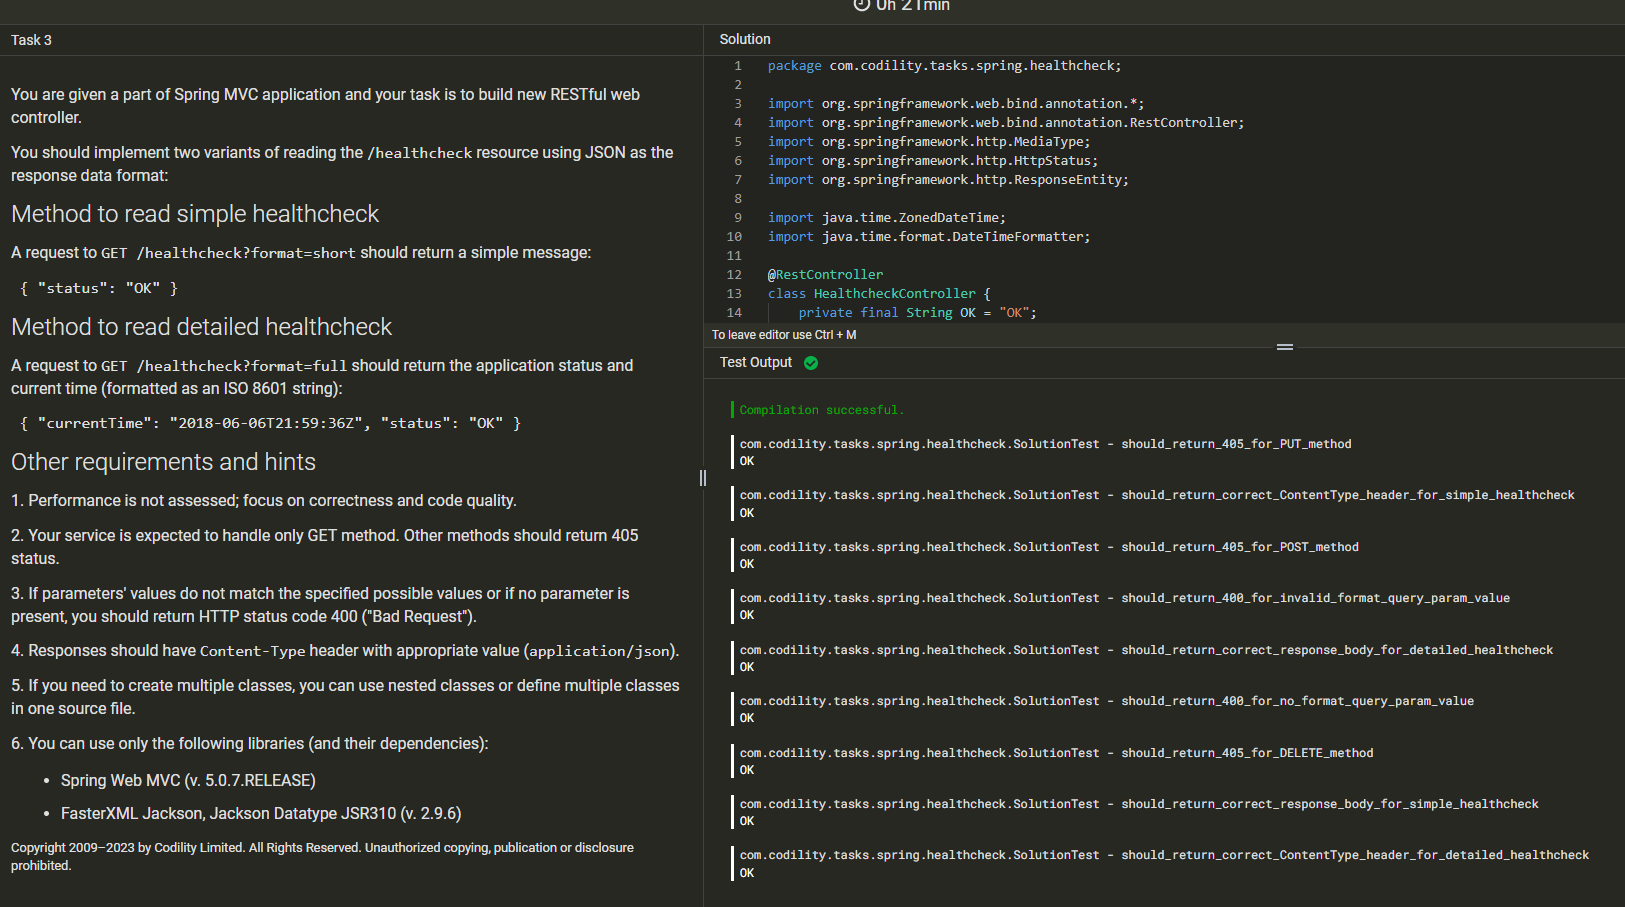 0h 21min
Task 3
You are given a part of Spring MVC application and your task is to build new RESTful web
controller.
You should implement two variants of reading the /healthcheck resource using JSON as the
response data format:
Method to read simple healthcheck
A request to GET /healthcheck?format=short should return a simple message:
{ "status": "OK" }
Method to read detailed healthcheck
A request to GET /healthcheck?format=full should return the application status and
current time (formatted as an ISO 8601 string):
{ "currentTime": "2018-06-06T21:59:36Z", "status": "OK" }
Other requirements and hints
1. Performance is not assessed; focus on correctness and code quality.
2. Your service is expected to handle only GET method. Other methods should return 405
status.
3. If parameters' values do not match the specified possible values or if no parameter is
present, you should return HTTP status code 400 ("Bad Request").
4. Responses should have Content-Type header with appropriate value (application/json).
5. If you need to create multiple classes, you can use nested classes or define multiple classes
in one source file.
6. You can use only the following libraries (and their dependencies):
• Spring Web MVC (v. 5.0.7.RELEASE)
• FasterXML Jackson, Jackson Datatype JSR310 (v. 2.9.6)
Copyright 2009–2023 by Codility Limited. All Rights Reserved. Unauthorized copying, publication or disclosure
prohibited.
Solution
1 package com.codility.tasks.spring.healthcheck;
2
3 import org.springframework.web.bind.annotation.*;
4 import org.springframework.web.bind.annotation.RestController;
5 import org.springframework.http.MediaType;
6 import org.springframework.http.HttpStatus;
7 import org.springframework.http.ResponseEntity;
8
9 import java.time.ZonedDateTime;
10 import java.time.format.DateTimeFormatter;
11
12 @RestController
13 class HealthcheckController {
14 private final String OK = "OK";
To leave editor use Ctrl + M
Test Output
Compilation successful.
com.codility.tasks.spring.healthcheck.SolutionTest - should_return_405_for_PUT_method
OK
com.codility.tasks.spring.healthcheck.SolutionTest - should_return_correct_ContentType_header_for_simple_healthcheck
OK
com.codility.tasks.spring.healthcheck.SolutionTest - should_return_405_for_POST_method
OK
com.codility.tasks.spring.healthcheck.SolutionTest - should_return_400_for_invalid_format_query_param_value
OK
com.codility.tasks.spring.healthcheck.SolutionTest - should_return_correct_response_body_for_detailed_healthcheck
OK
com.codility.tasks.spring.healthcheck.SolutionTest - should_return_400_for_no_format_query_param_value
OK
com.codility.tasks.spring.healthcheck.SolutionTest - should_return_405_for_DELETE_method
OK
com.codility.tasks.spring.healthcheck.SolutionTest - should_return_correct_response_body_for_simple_healthcheck
OK
com.codility.tasks.spring.healthcheck.SolutionTest - should_return_correct_ContentType_header_for_detailed_healthcheck
OK